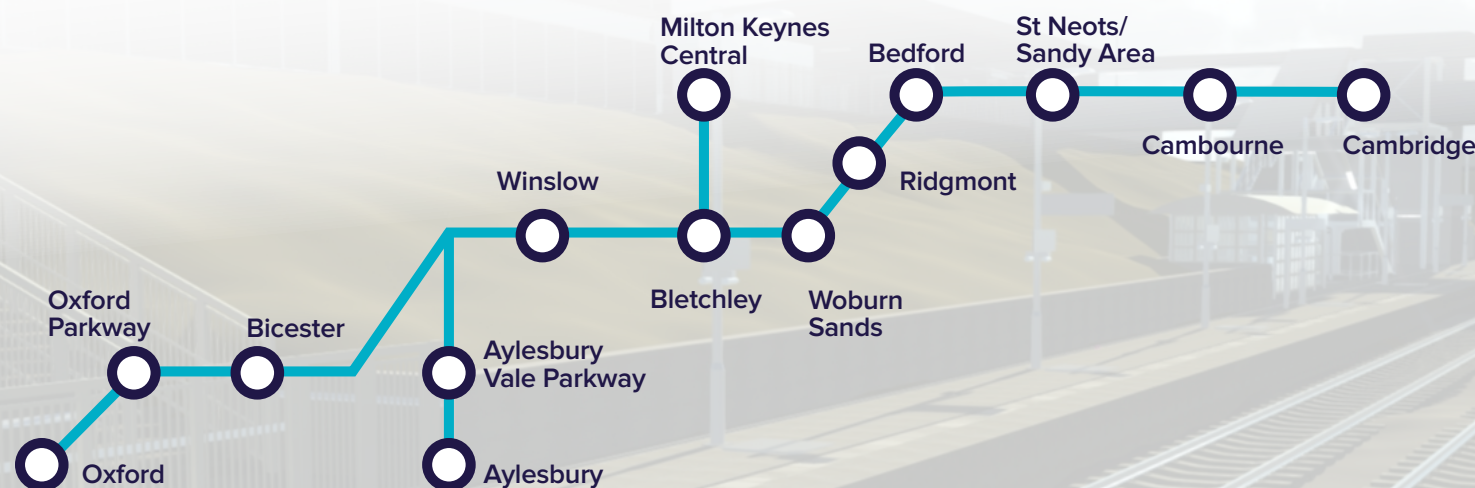 Milton Keynes
Central
Bedford
St Neots/
Sandy Area
Cambourne
Cambridge
Winslow
Ridgmont
Oxford
Parkway
Bicester
Bletchley
Woburn
Sands
Aylesbury
Vale Parkway
Oxford
Aylesbury